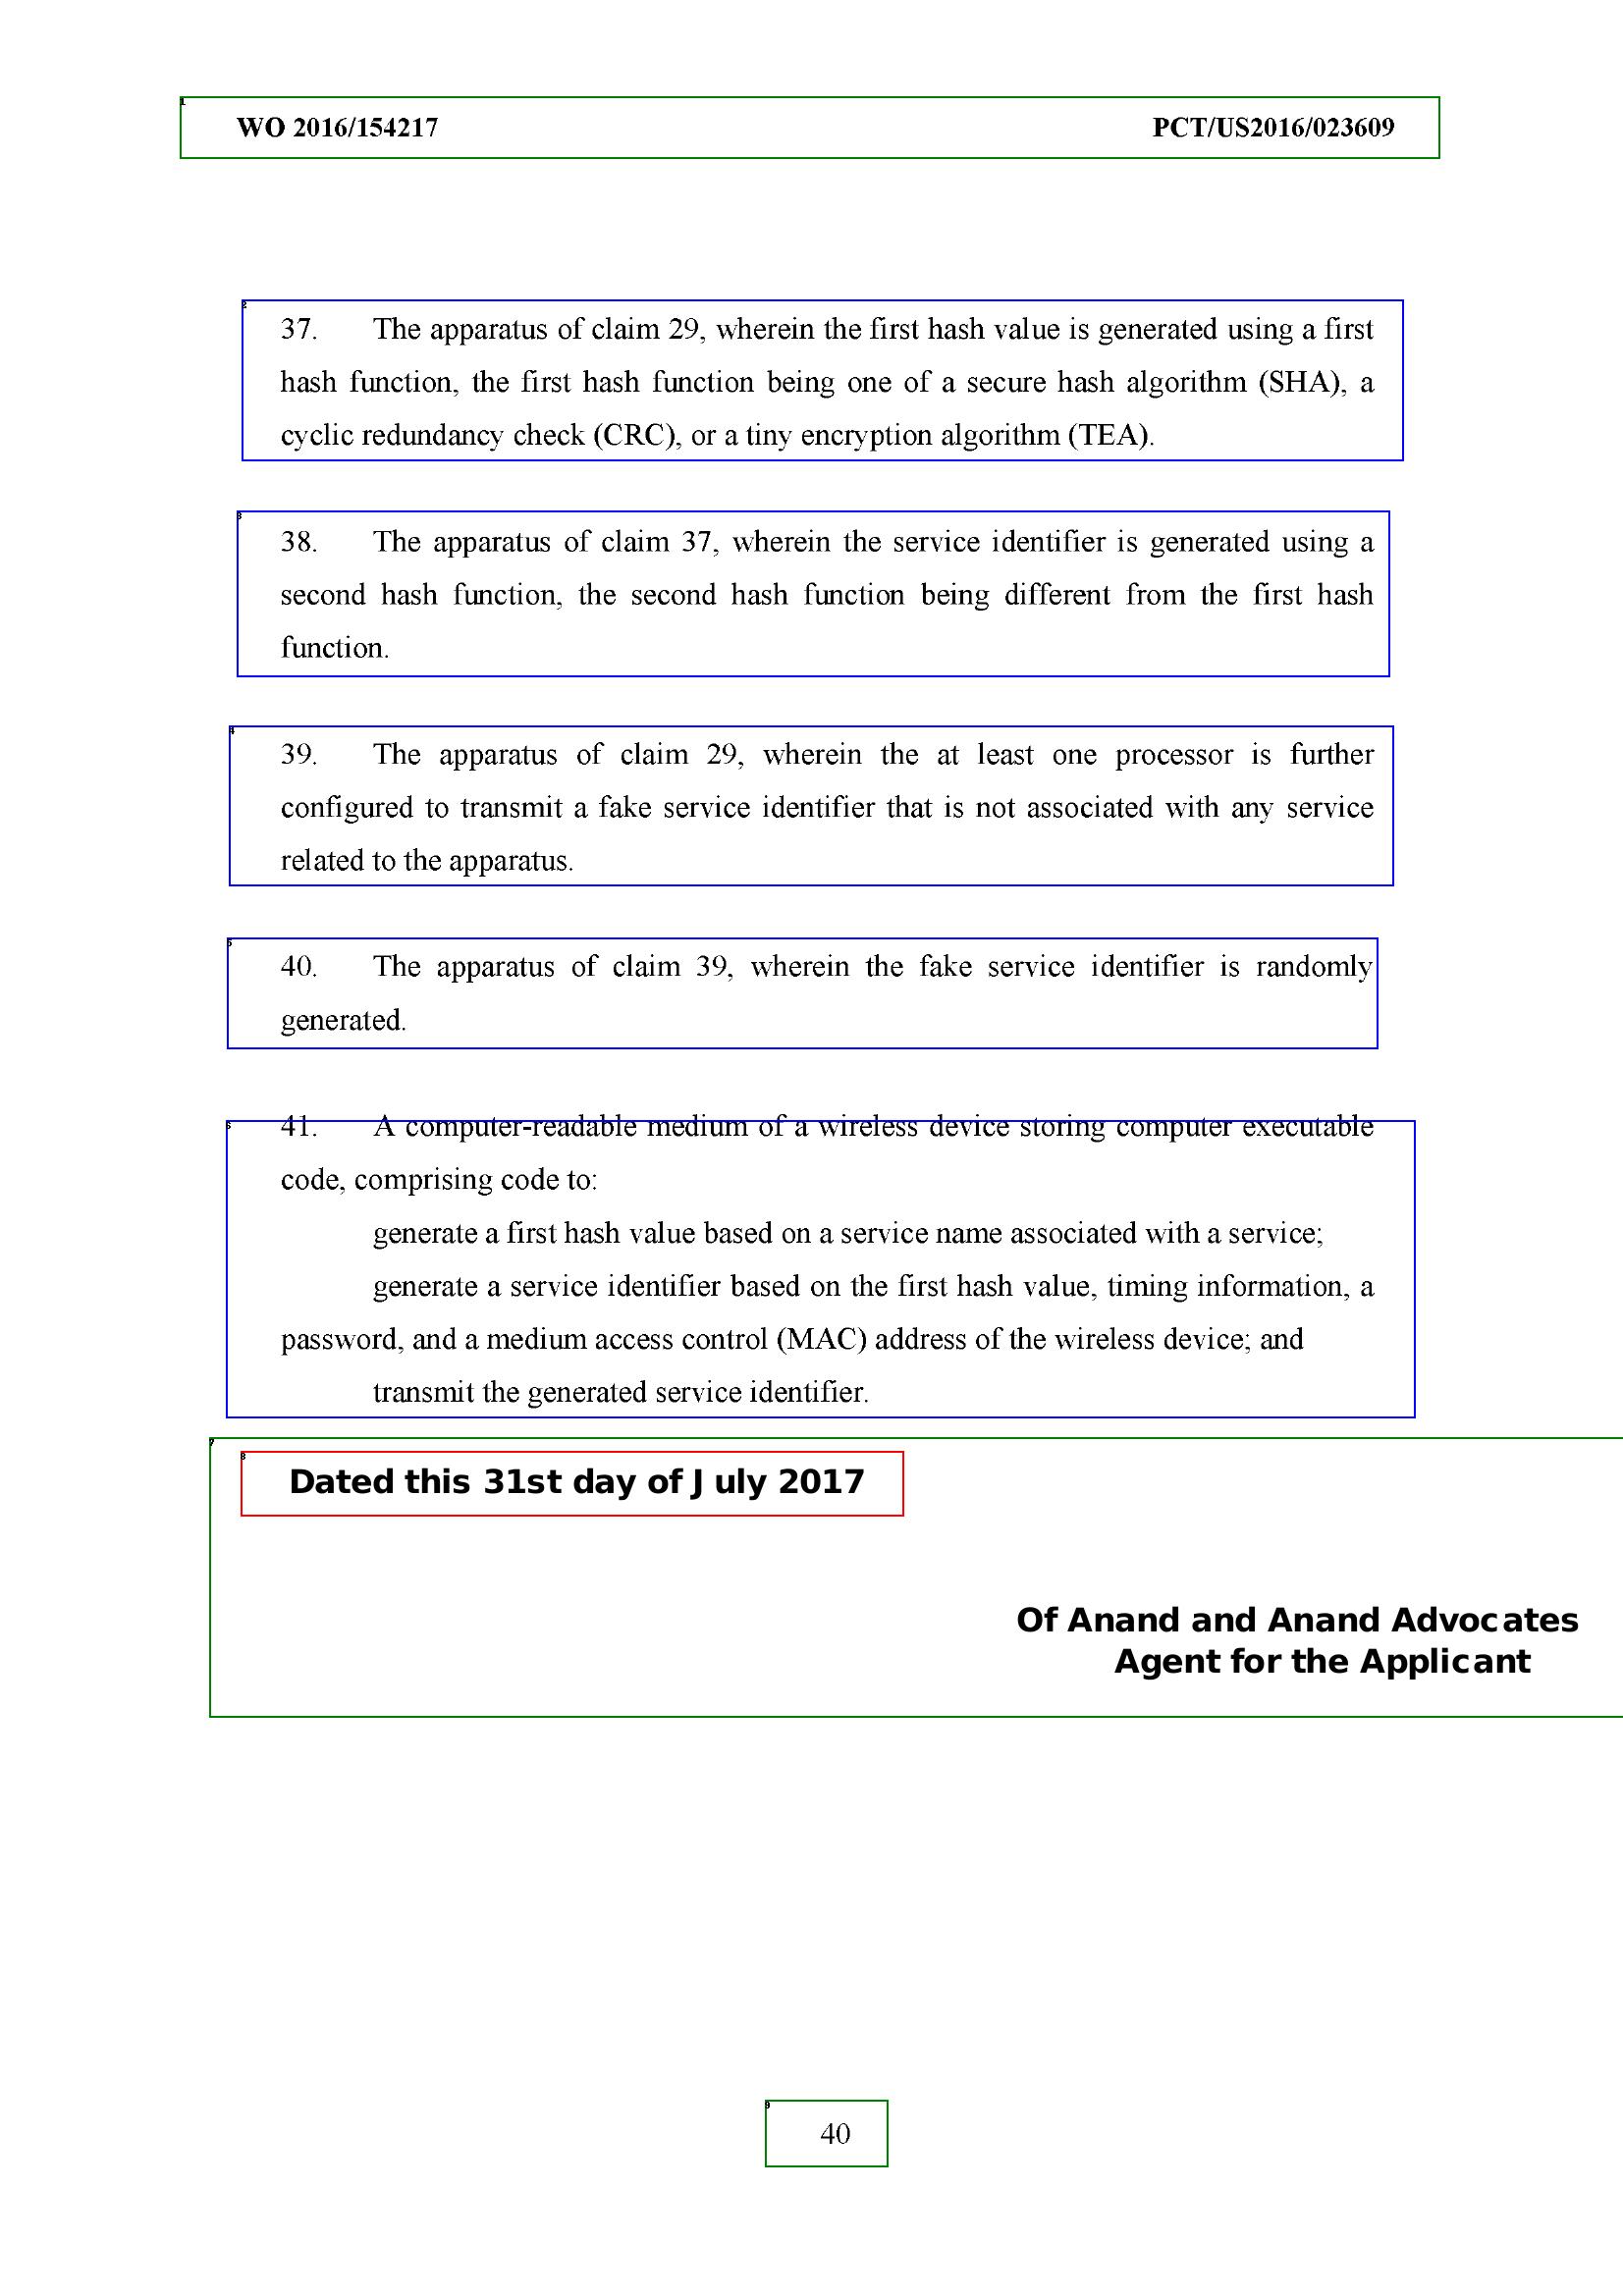 WO 2016/154217 PCT/US2016/023609
37. The apparatus of claim 29, wherein the first hash value is generated using a first
hash function, the first hash function being one of a secure hash algorithm (SHA), a
cyclic redundancy check (CRC), or a tiny encryption algorithm (TEA).
38. The apparatus of claim 37, wherein the service identifier is generated using a
second hash function, the second hash function being different from the first hash
function.
39. The apparatus of claim 29, wherein the at least one processor is further
configured to transmit a fake service identifier that is not associated with any service
related to the apparatus.
40. The apparatus of claim 39, wherein the fake service identifier is randomly
generated.
41. A computer-readable medium of a wireless device storing computer executable
code, comprising code to:
generate a first hash value based on a service name associated with a service;
generate a service identifier based on the first hash value, timing information, a
password, and a medium access control (MAC) address of the wireless device; and
transmit the generated service identifier.
Dated this 31st day of J uly 2017
Of Anand and Anand Advocates
Agent for the Applicant
40